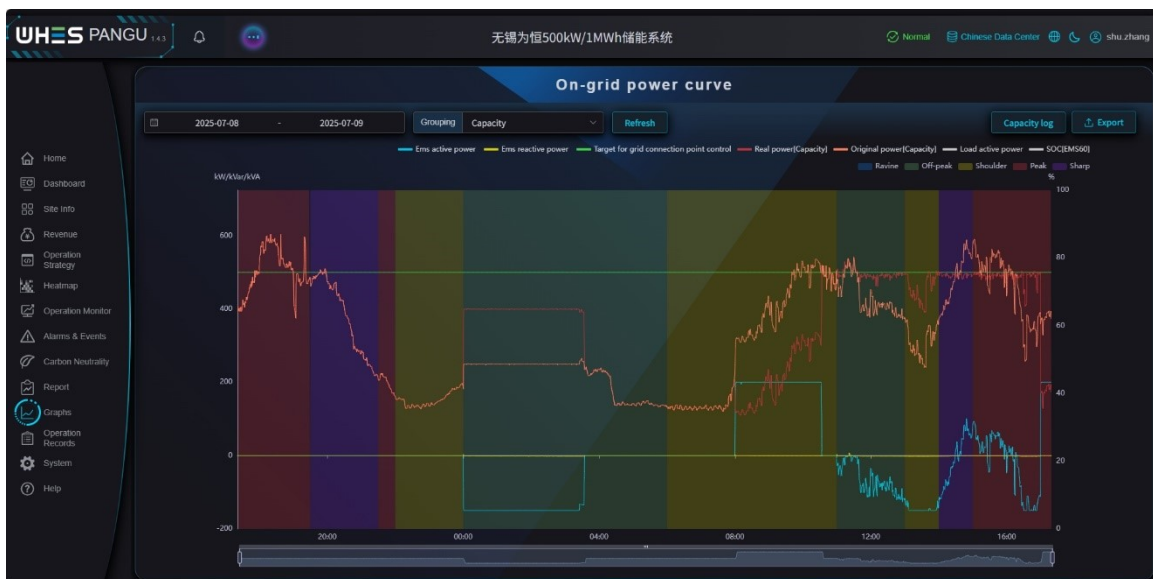 WHES PANGU 1.4.3
无锡为恒500kW/1MWh储能系统
Normal
Chinese Data Center
shu.zhang
On-grid power curve
2025-07-08 - 2025-07-09
Grouping Capacity
Refresh
Capacity log
Export
Home
Dashboard
Site Info
Revenue
Operation
Strategy
Heatmap
Operation Monitor
Alarms & Events
Carbon Neutrality
Report
Graphs
Operation
Records
System
Help
Ems active power Ems reactive power Target for grid connection point control Real power[Capacity] Original power[Capacity] Load active power SOC[EMS60]
Ravine Off-peak Shoulder Peak Sharp
kW/kVar/kVA
%
600
400
200
0
-200
100
80
60
40
20
0
20:00 00:00 04:00 08:00 12:00 16:00